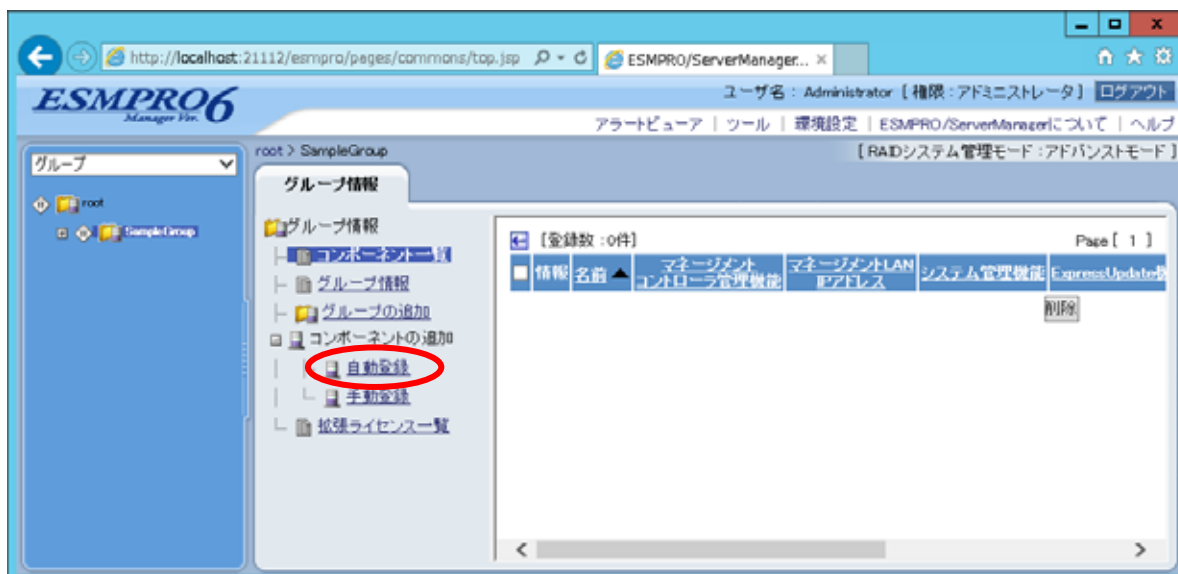 http://localhost:21112/esmpro/pages/commons/top.jsp
ESMPRO/ServerManager... ×
ESMPRO6
Manager Ver.
ユーザ名 : Administrator [ 権限 : アドミニストレータ ] ログアウト
アラートビューア | ツール | 環境設定 | ESMPRO/ServerManagerについて | ヘルプ
グループ
root
SampleGroup
root > SampleGroup
[ RAIDシステム管理モード : アドバンストモード ]
グループ情報
グループ情報
コンポーネント一覧
グループ情報
グループの追加
コンポーネントの追加
自動登録
手動登録
拡張ライセンス一覧
[登録数 : 0件]
Page [ 1 ]
情報 名前▲ マネージメントコントローラ管理機能 マネージメントLAN IPアドレス システム管理機能 ExpressUpdate
削除